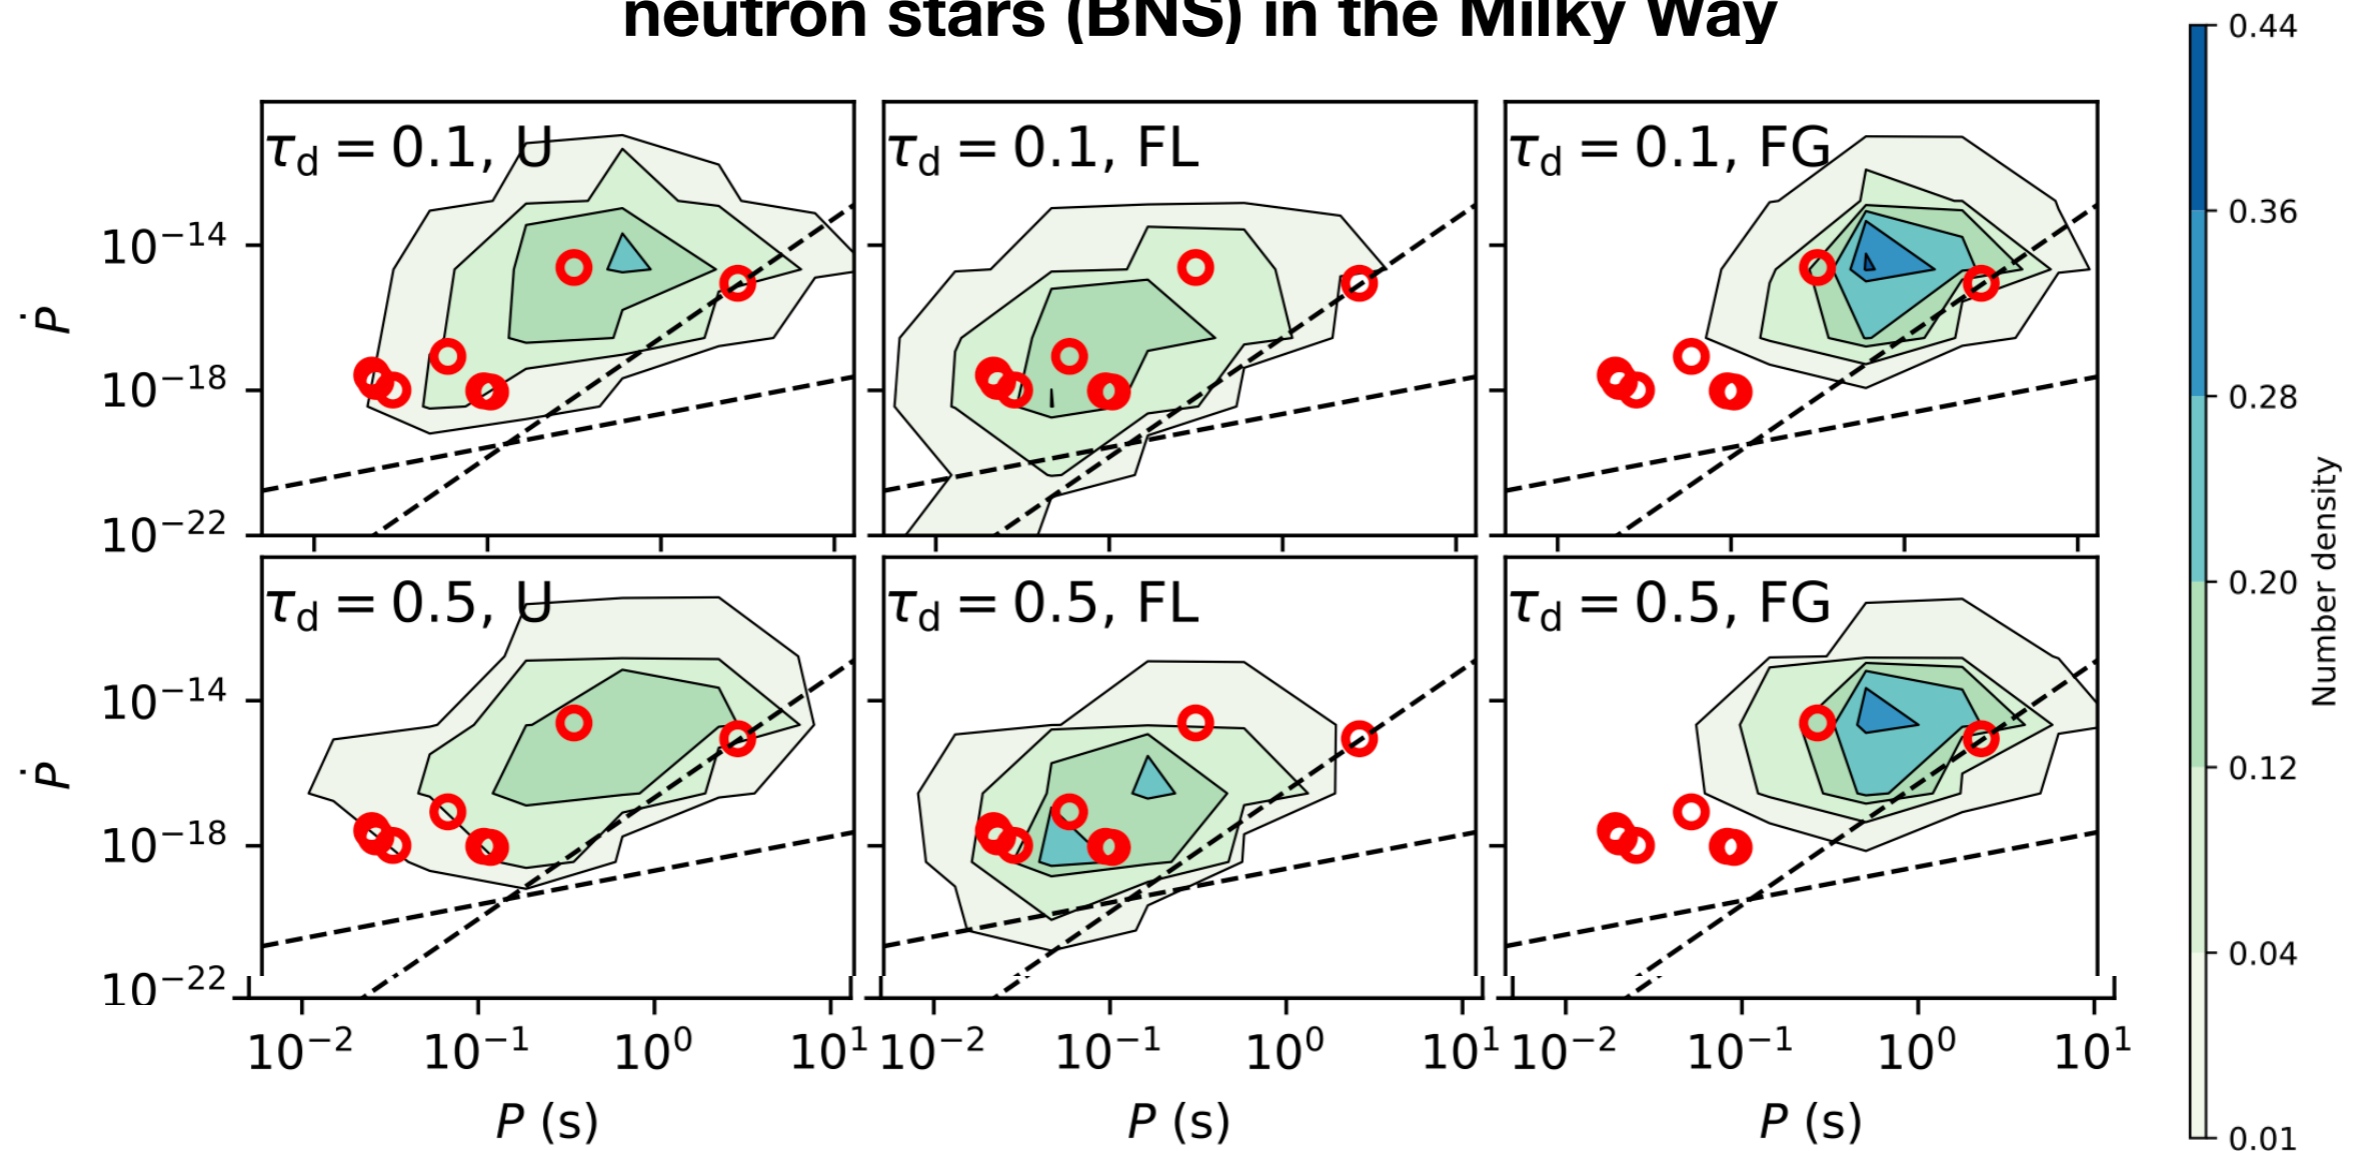 neutron stars (BNS) in the Milky Way
τd = 0.1, U
τd = 0.1, FL
τd = 0.1, FG
Ṗ
10−14
10−18
10−22
τd = 0.5, U
τd = 0.5, FL
τd = 0.5, FG
Ṗ
10−14
10−18
10−22
10−2 10−1 100 101
10−2 10−1 100 101
10−2 10−1 100 101
P (s)
P (s)
P (s)
0.44
0.36
0.28
0.20
0.12
0.04
0.01
Number density